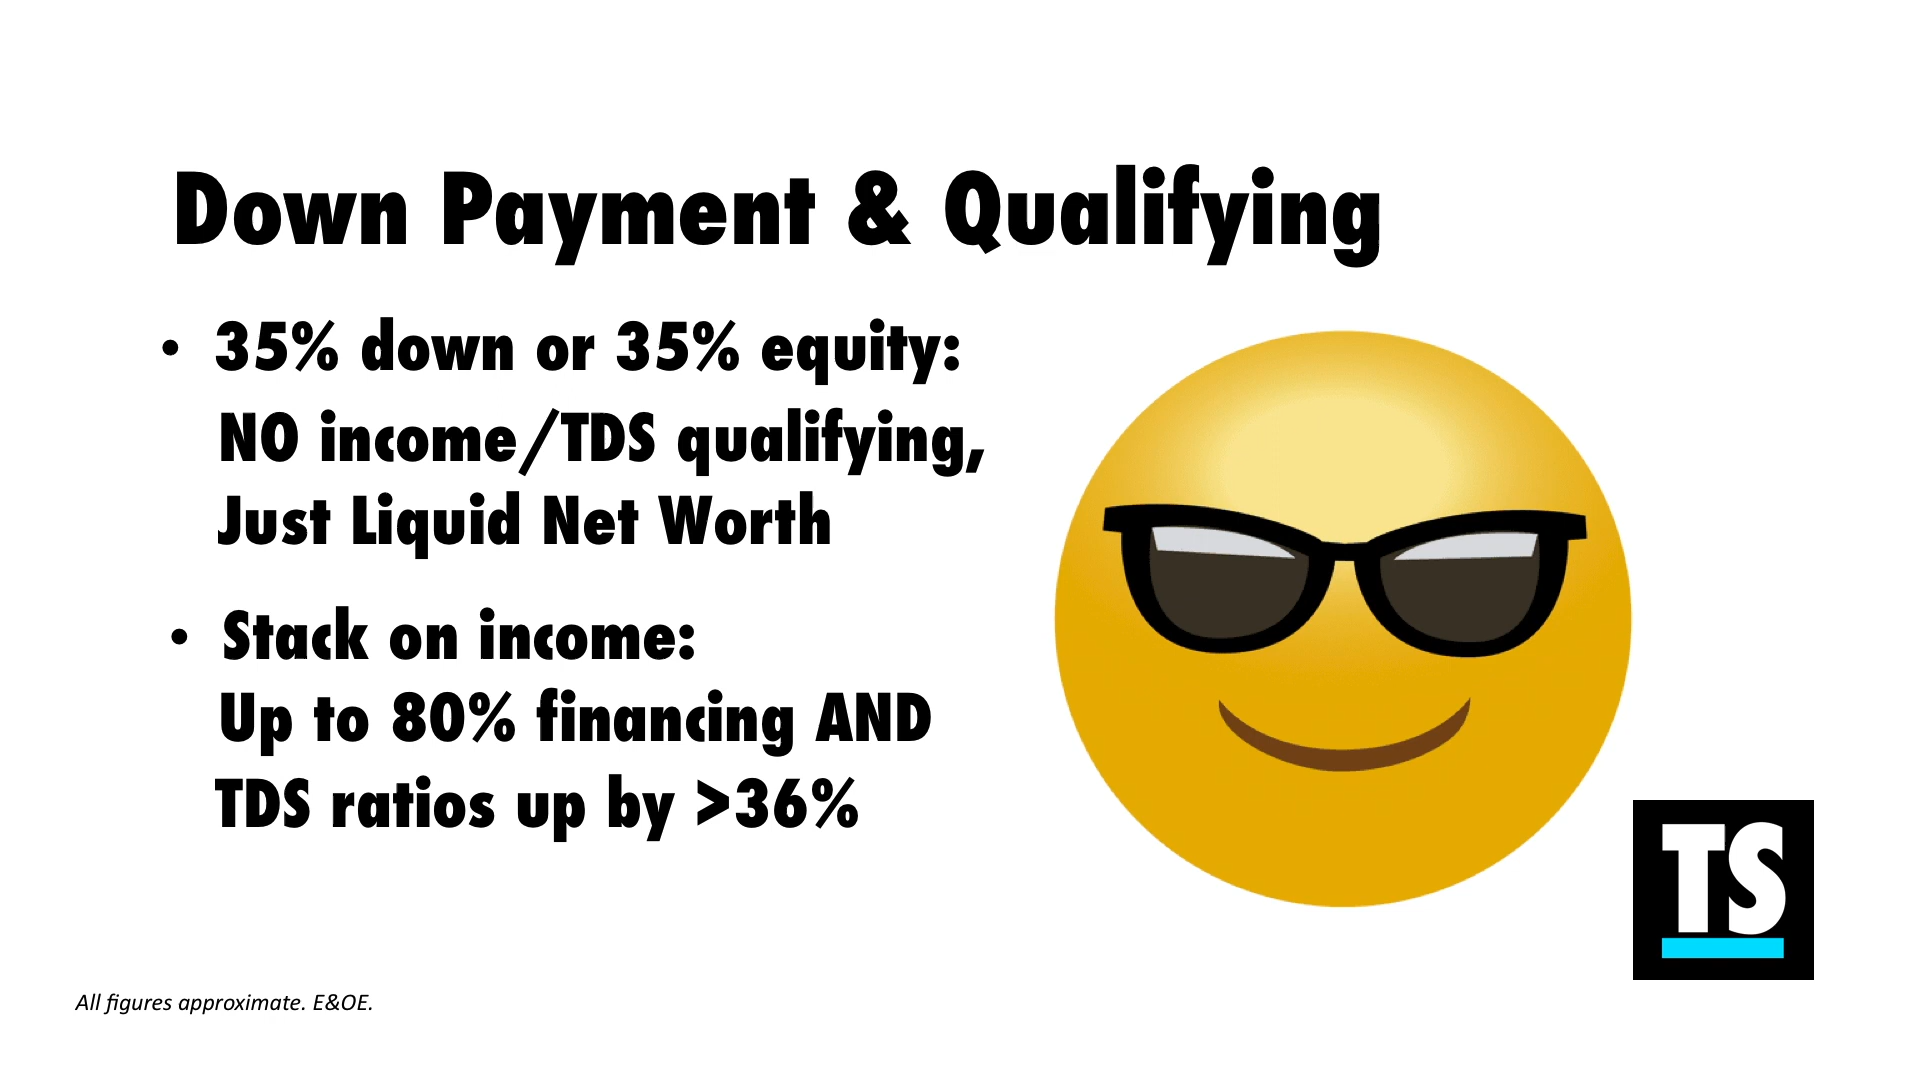 Down Payment & Qualifying
• 35% down or 35% equity:
NO income/TDS qualifying,
Just Liquid Net Worth
• Stack on income:
Up to 80% financing AND
TDS ratios up by >36%
TS
All figures approximate. E&OE.